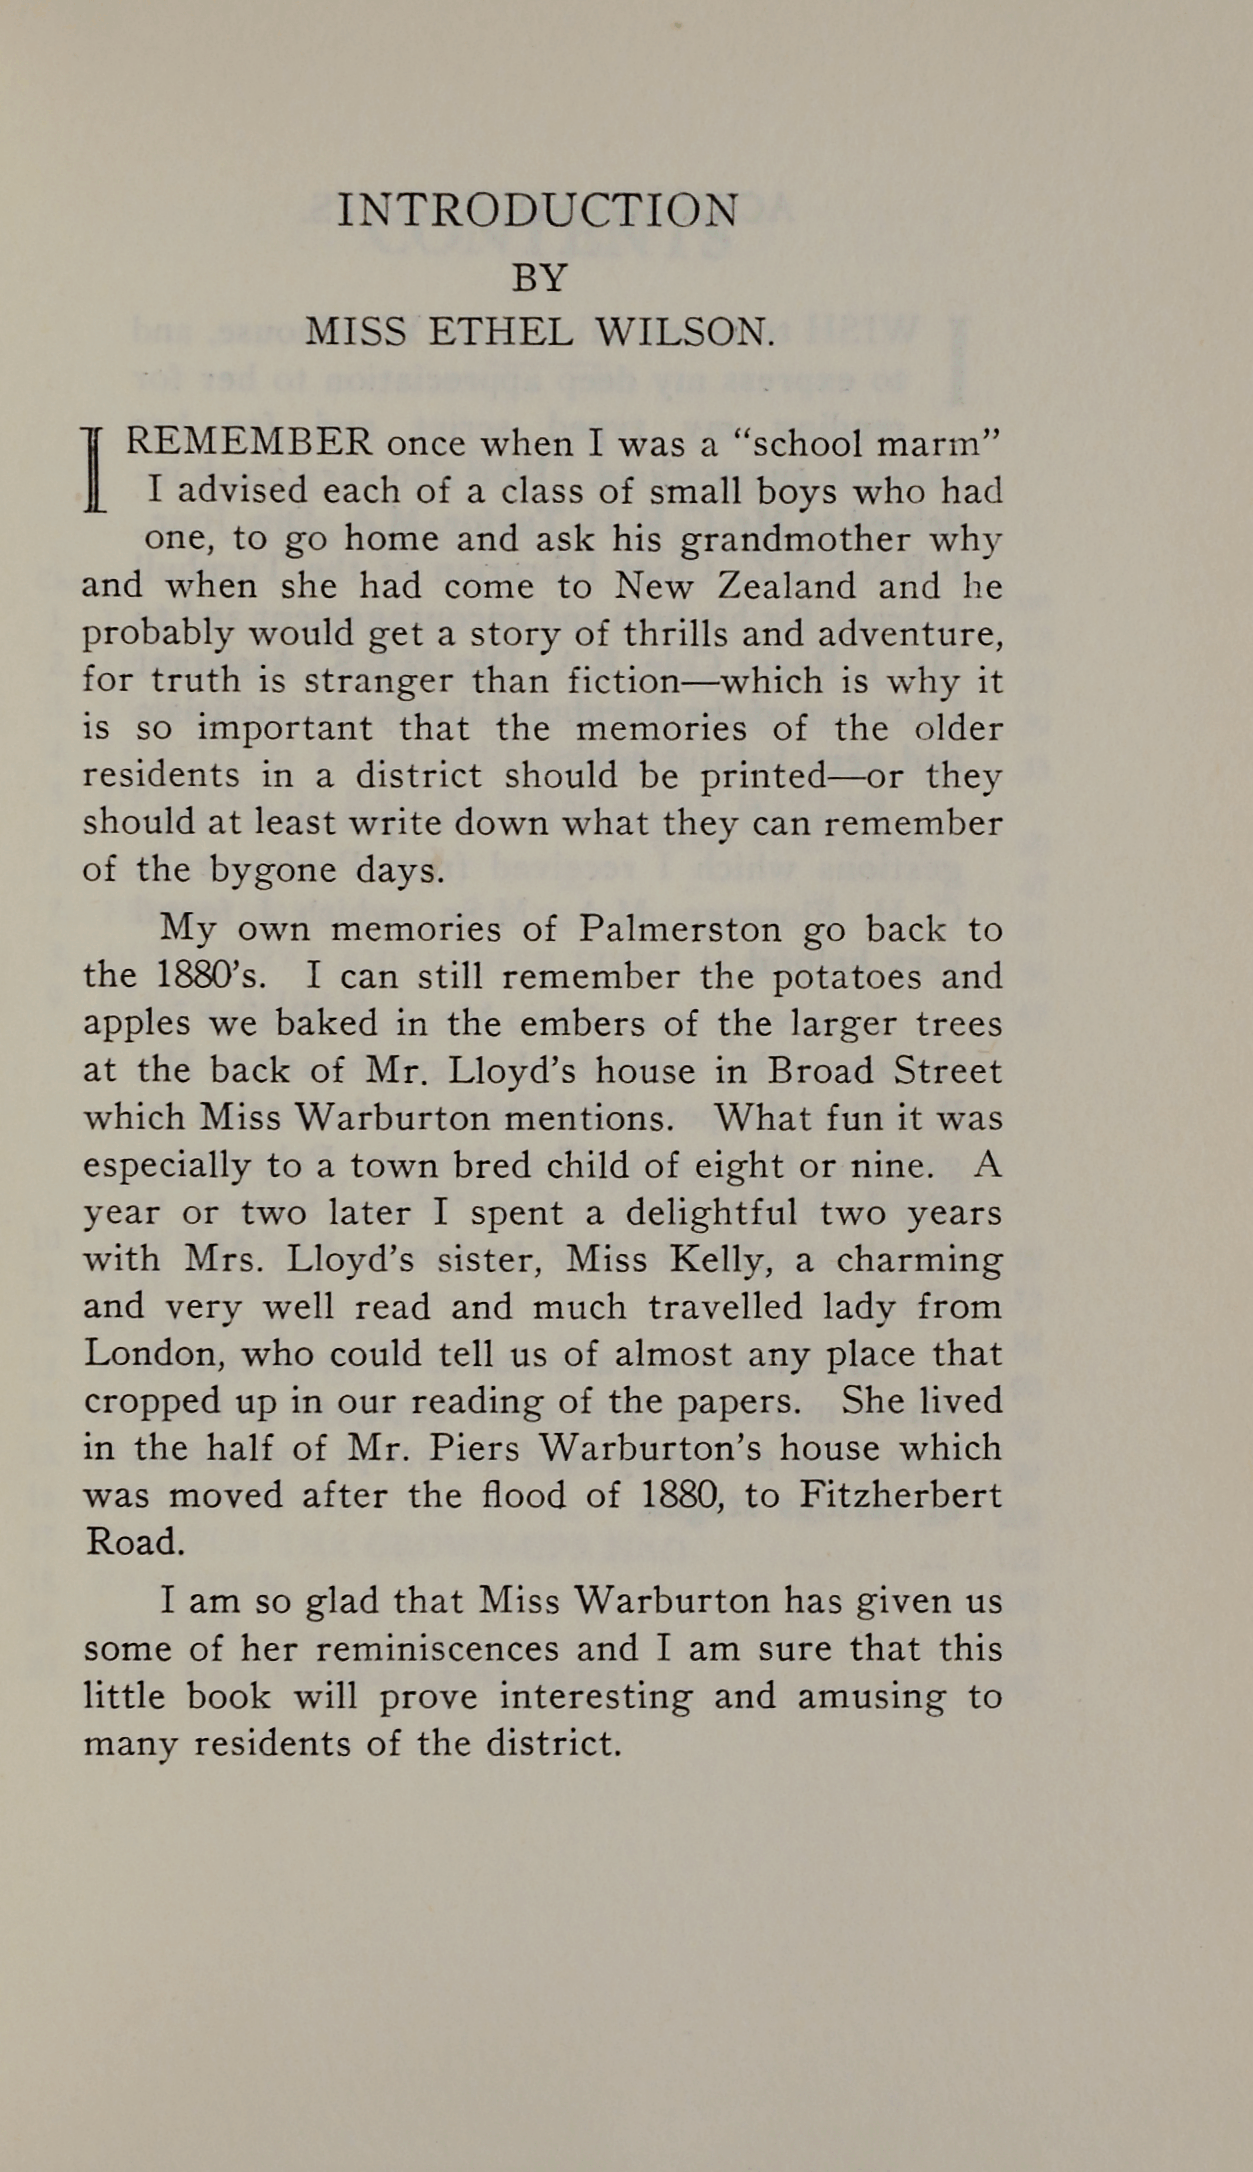 INTRODUCTION
BY
MISS ETHEL WILSON.
I REMEMBER once when I was a “school marm”
I advised each of a class of small boys who had
one, to go home and ask his grandmother why
and when she had come to New Zealand and he
probably would get a story of thrills and adventure,
for truth is stranger than fiction—which is why it
is so important that the memories of the older
residents in a district should be printed—or they
should at least write down what they can remember
of the bygone days.
My own memories of Palmerston go back to
the 1880’s. I can still remember the potatoes and
apples we baked in the embers of the larger trees
at the back of Mr. Lloyd’s house in Broad Street
which Miss Warburton mentions. What fun it was
especially to a town bred child of eight or nine. A
year or two later I spent a delightful two years
with Mrs. Lloyd’s sister, Miss Kelly, a charming
and very well read and much travelled lady from
London, who could tell us of almost any place that
cropped up in our reading of the papers. She lived
in the half of Mr. Piers Warburton’s house which
was moved after the flood of 1880, to Fitzherbert
Road.
I am so glad that Miss Warburton has given us
some of her reminiscences and I am sure that this
little book will prove interesting and amusing to
many residents of the district.